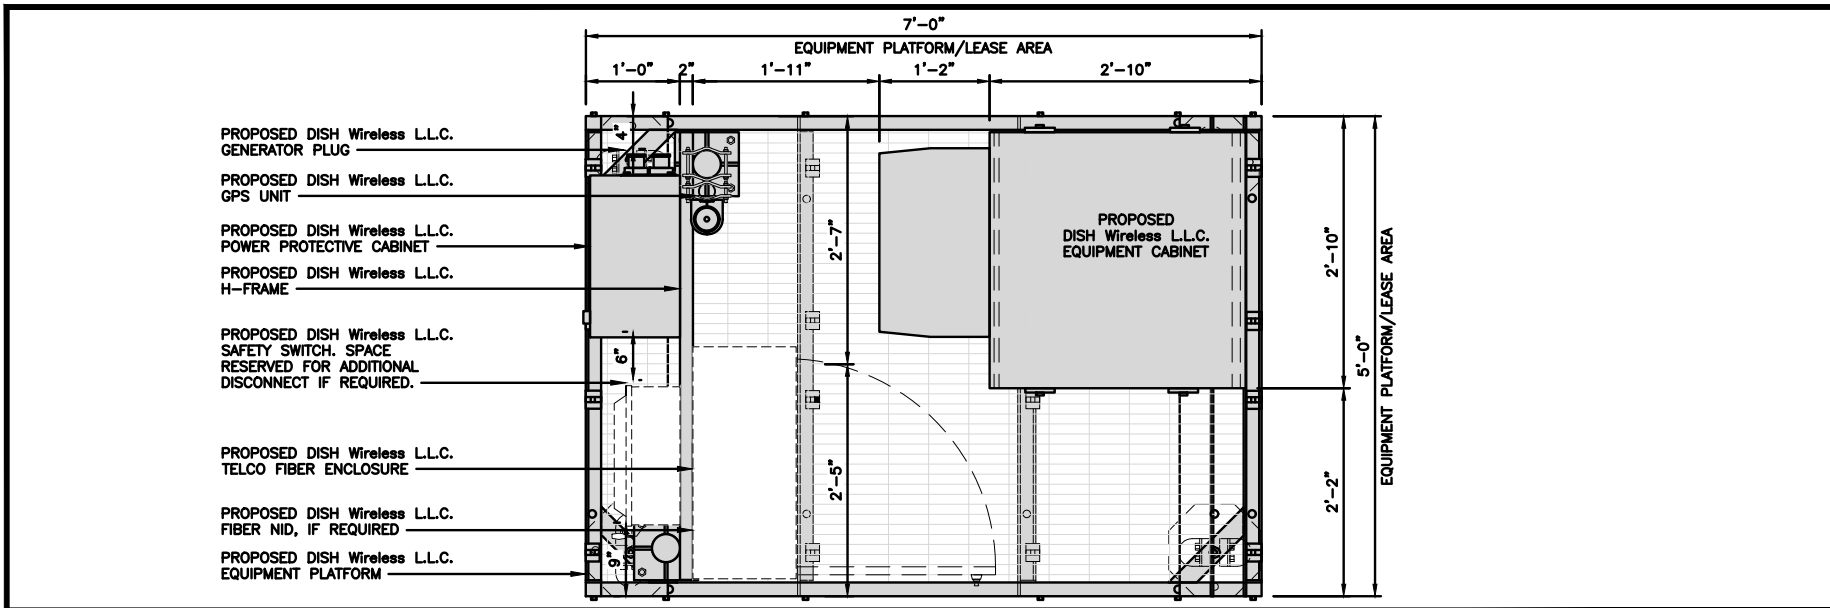 7'-0"
EQUIPMENT PLATFORM/LEASE AREA
1'-0"
2"
1'-11"
1'-2"
2'-10"
PROPOSED DISH Wireless L.L.C.
GENERATOR PLUG
PROPOSED DISH Wireless L.L.C.
GPS UNIT
PROPOSED DISH Wireless L.L.C.
POWER PROTECTIVE CABINET
PROPOSED DISH Wireless L.L.C.
H-FRAME
PROPOSED DISH Wireless L.L.C.
SAFETY SWITCH. SPACE
RESERVED FOR ADDITIONAL
DISCONNECT IF REQUIRED.
PROPOSED DISH Wireless L.L.C.
TELCO FIBER ENCLOSURE
PROPOSED DISH Wireless L.L.C.
FIBER NID, IF REQUIRED
PROPOSED DISH Wireless L.L.C.
EQUIPMENT PLATFORM
4"
6"
9"
2'-7"
2'-5"
PROPOSED
DISH Wireless L.L.C.
EQUIPMENT CABINET
2'-10"
2'-2"
5'-0"
EQUIPMENT PLATFORM/LEASE AREA